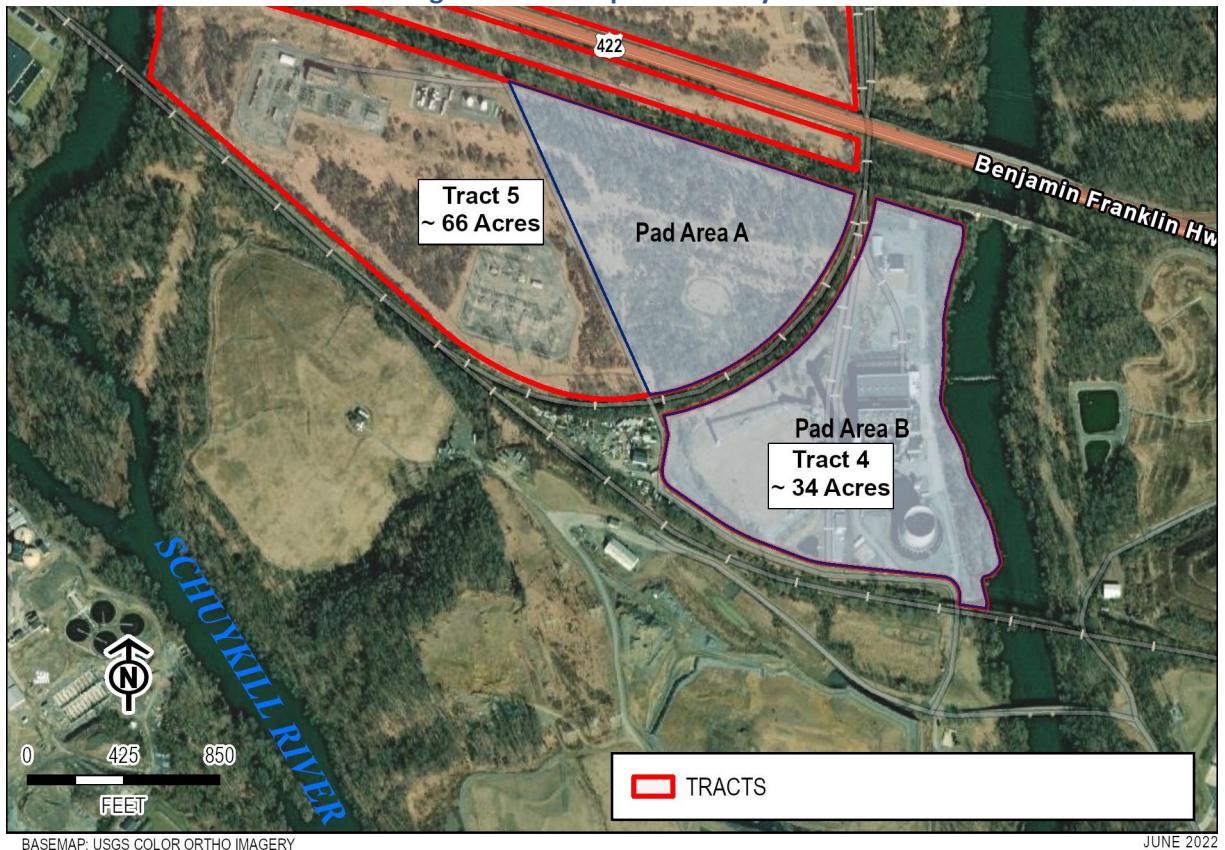 422
Benjamin Franklin Hw
Tract 5
~ 66 Acres
Pad Area A
Pad Area B
Tract 4
~ 34 Acres
SCHUYKILL RIVER
N
0 425 850
FEET
TRACTS
BASEMAP: USGS COLOR ORTHO IMAGERY
JUNE 2022